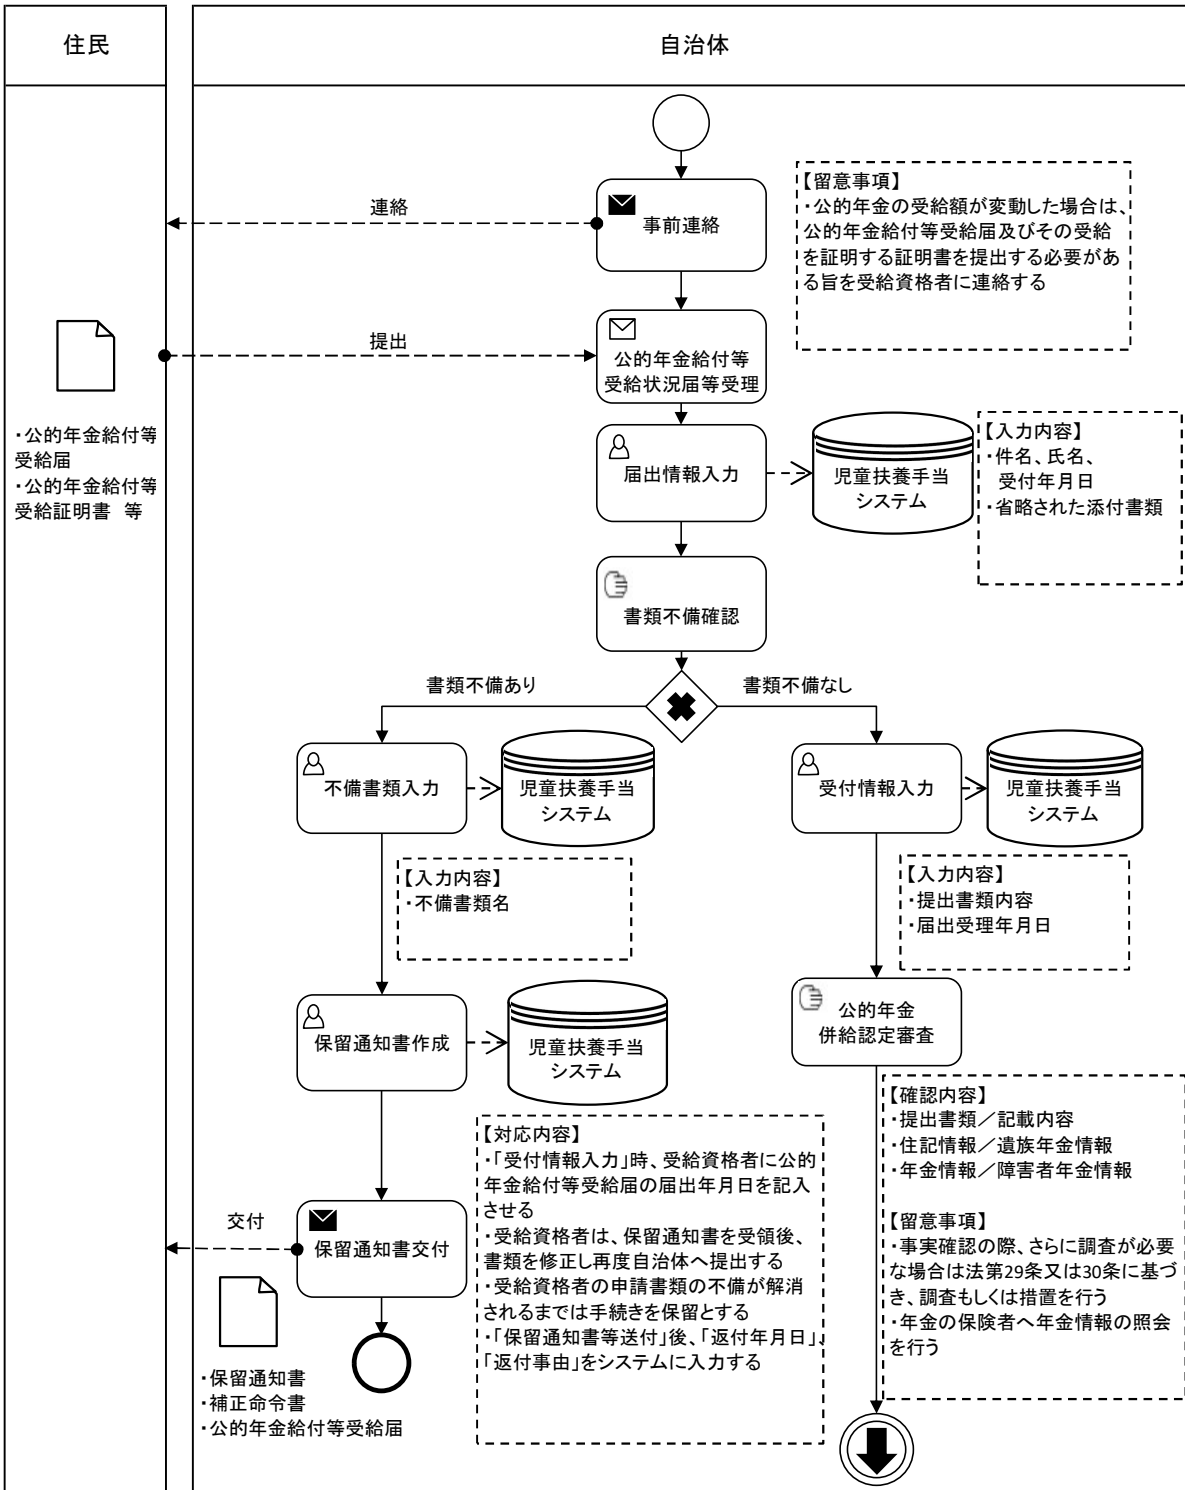 住民
自治体
連絡
事前連絡
【留意事項】
・公的年金の受給額が変動した場合は、
公的年金給付等受給届及びその受給
を証明する証明書を提出する必要があ
る旨を受給資格者に連絡する
提出
公的年金給付等
受給状況届等受理
・公的年金給付等
受給届
・公的年金給付等
受給証明書 等
届出情報入力
児童扶養手当
システム
【入力内容】
・件名、氏名、
受付年月日
・省略された添付書類
書類不備確認
書類不備あり
書類不備なし
不備書類入力
児童扶養手当
システム
受付情報入力
児童扶養手当
システム
【入力内容】
・不備書類名
【入力内容】
・提出書類内容
・届出受理年月日
保留通知書作成
児童扶養手当
システム
公的年金
併給認定審査
【対応内容】
・「受付情報入力」時、受給資格者に公的
年金給付等受給届の届出年月日を記入
させる
・受給資格者は、保留通知書を受領後、
書類を修正し再度自治体へ提出する
・受給資格者の申請書類の不備が解消
されるまでは手続きを保留とする
・「保留通知書等送付」後、「返付年月日」、
「返付事由」をシステムに入力する
【確認内容】
・提出書類／記載内容
・住記情報／遺族年金情報
・年金情報／障害者年金情報
【留意事項】
・事実確認の際、さらに調査が必要
な場合は法第29条又は30条に基づ
き、調査もしくは措置を行う
・年金の保険者へ年金情報の照会
を行う
交付
保留通知書交付
・保留通知書
・補正命令書
・公的年金給付等受給届